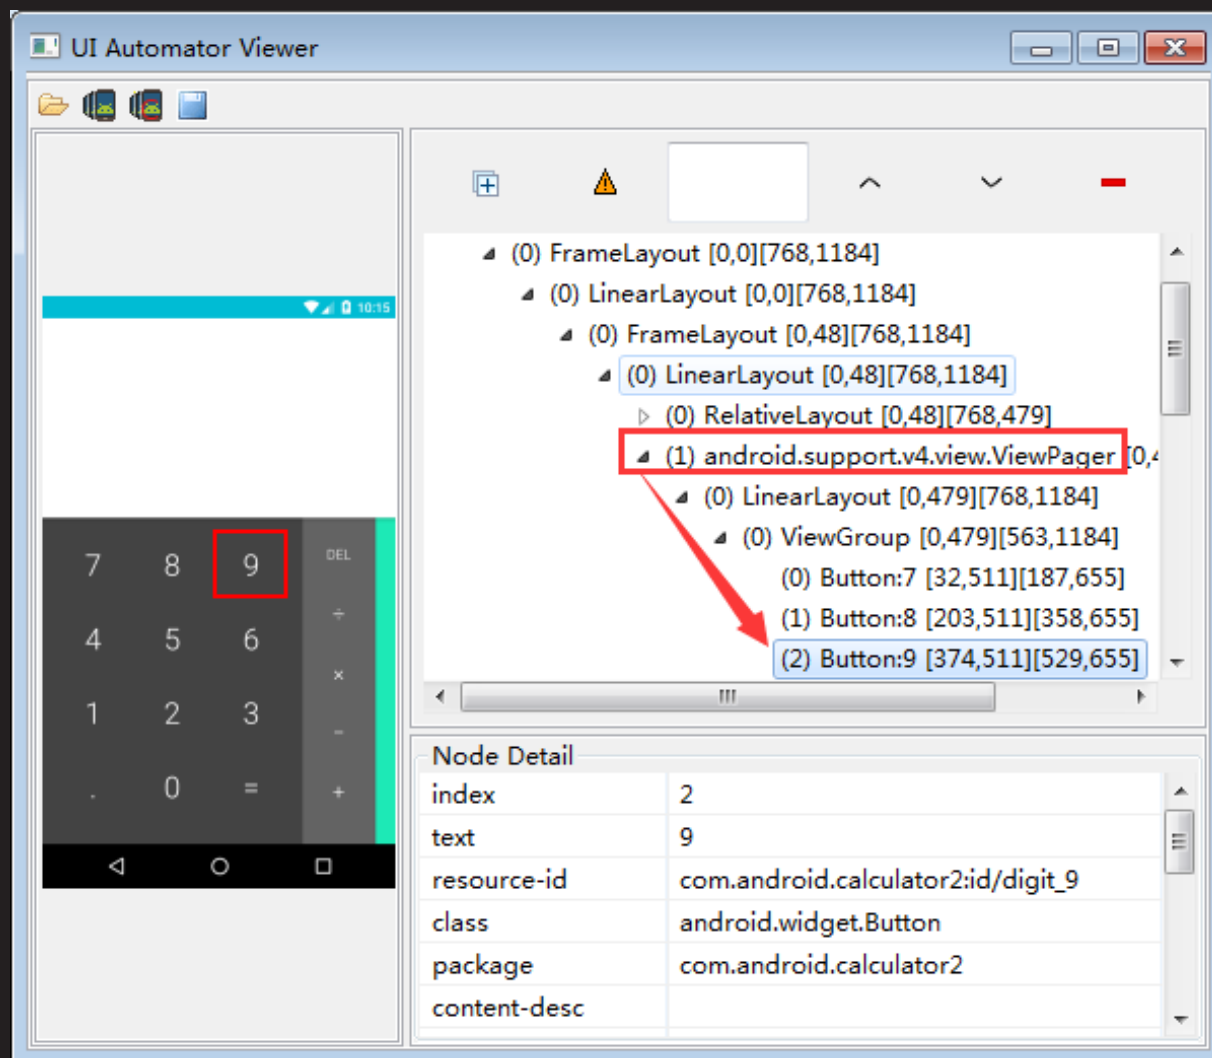 UI Automator Viewer
10:15
7 8 9 DEL
÷
4 5 6
×
1 2 3
−
. 0 = +
(0) FrameLayout [0,0][768,1184]
(0) LinearLayout [0,0][768,1184]
(0) FrameLayout [0,48][768,1184]
(0) LinearLayout [0,48][768,1184]
(0) RelativeLayout [0,48][768,479]
(1) android.support.v4.view.ViewPager [0,4
(0) LinearLayout [0,479][768,1184]
(0) ViewGroup [0,479][563,1184]
(0) Button:7 [32,511][187,655]
(1) Button:8 [203,511][358,655]
(2) Button:9 [374,511][529,655]
Node Detail
index 2
text 9
resource-id com.android.calculator2:id/digit_9
class android.widget.Button
package com.android.calculator2
content-desc